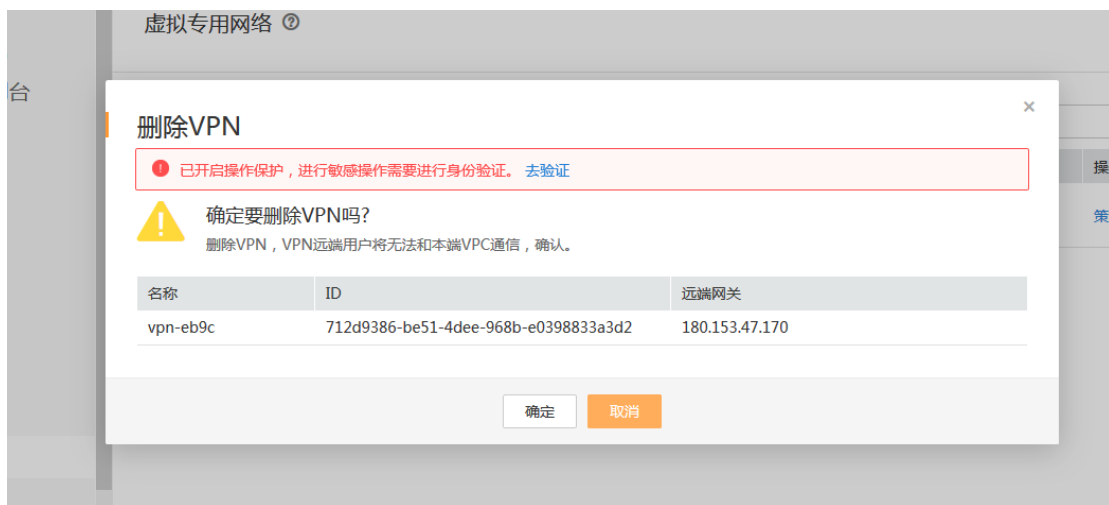 虚拟专用网络 ?
台
×
删除VPN
! 已开启操作保护，进行敏感操作需要进行身份验证。 去验证
操
确定要删除VPN吗?
策
删除VPN，VPN远端用户将无法和本端VPC通信，确认。
名称 ID 远端网关
vpn-eb9c 712d9386-be51-4dee-968b-e0398833a3d2 180.153.47.170
确定 取消